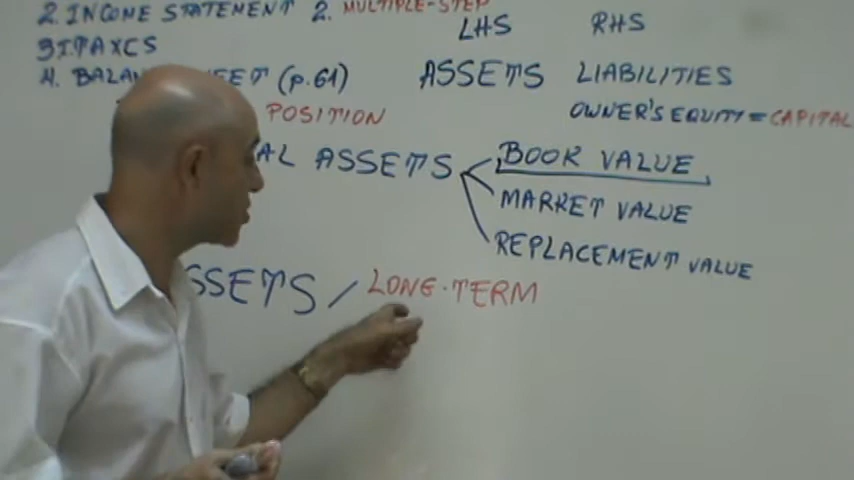 2. INCOME STATEMENT 2. MULTIPLE-STEP
3. TAXES
4. BALAN EET (p.61)
POSITION
LHS RHS
ASSETS LIABILITIES
OWNER'S EQUITY = CAPITAL
AL ASSETS BOOK VALUE
MARKET VALUE
REPLACEMENT VALUE
SSETS / LONG-TERM